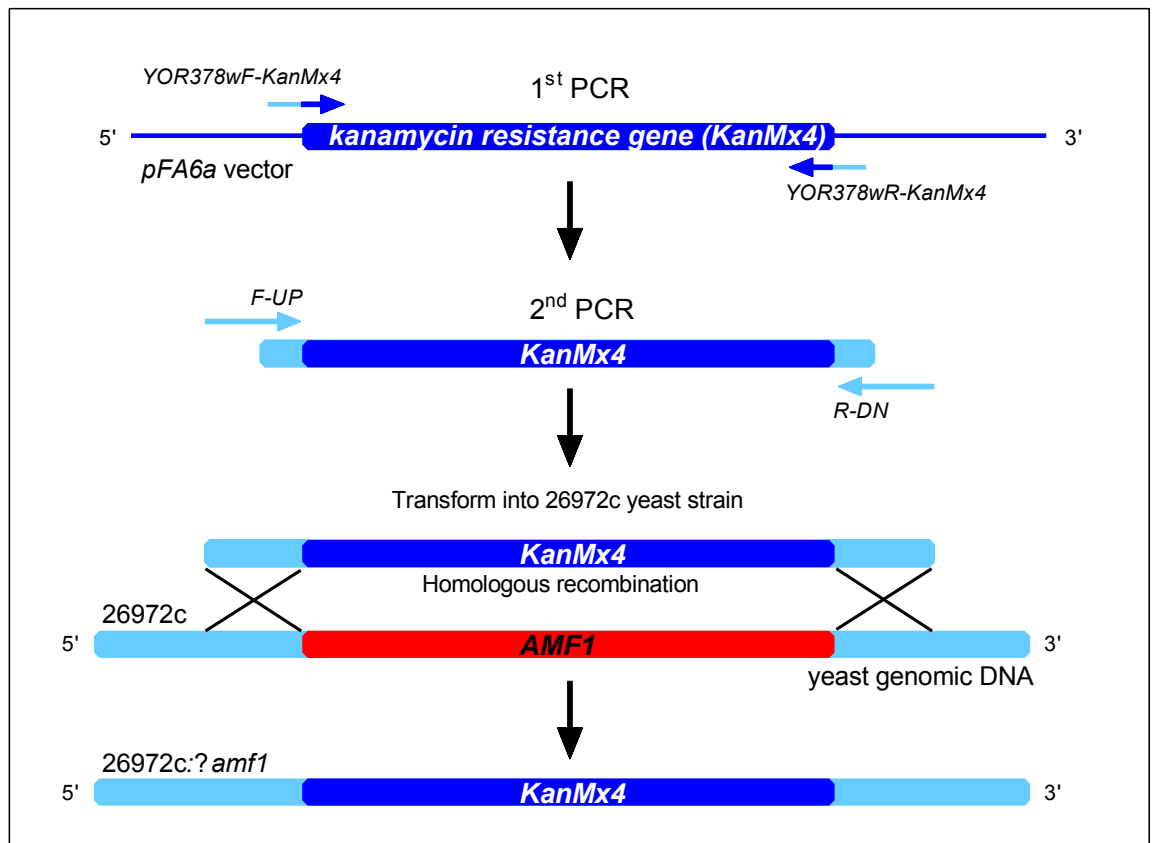 YOR378wF-KanMx4
1st PCR
5' kanamycin resistance gene (KanMx4) 3'
pFA6a vector
YOR378wR-KanMx4
F-UP
2nd PCR
KanMx4
R-DN
Transform into 26972c yeast strain
KanMx4
Homologous recombination
26972c
5' AMF1 3'
yeast genomic DNA
26972c:? amf1
5' KanMx4 3'